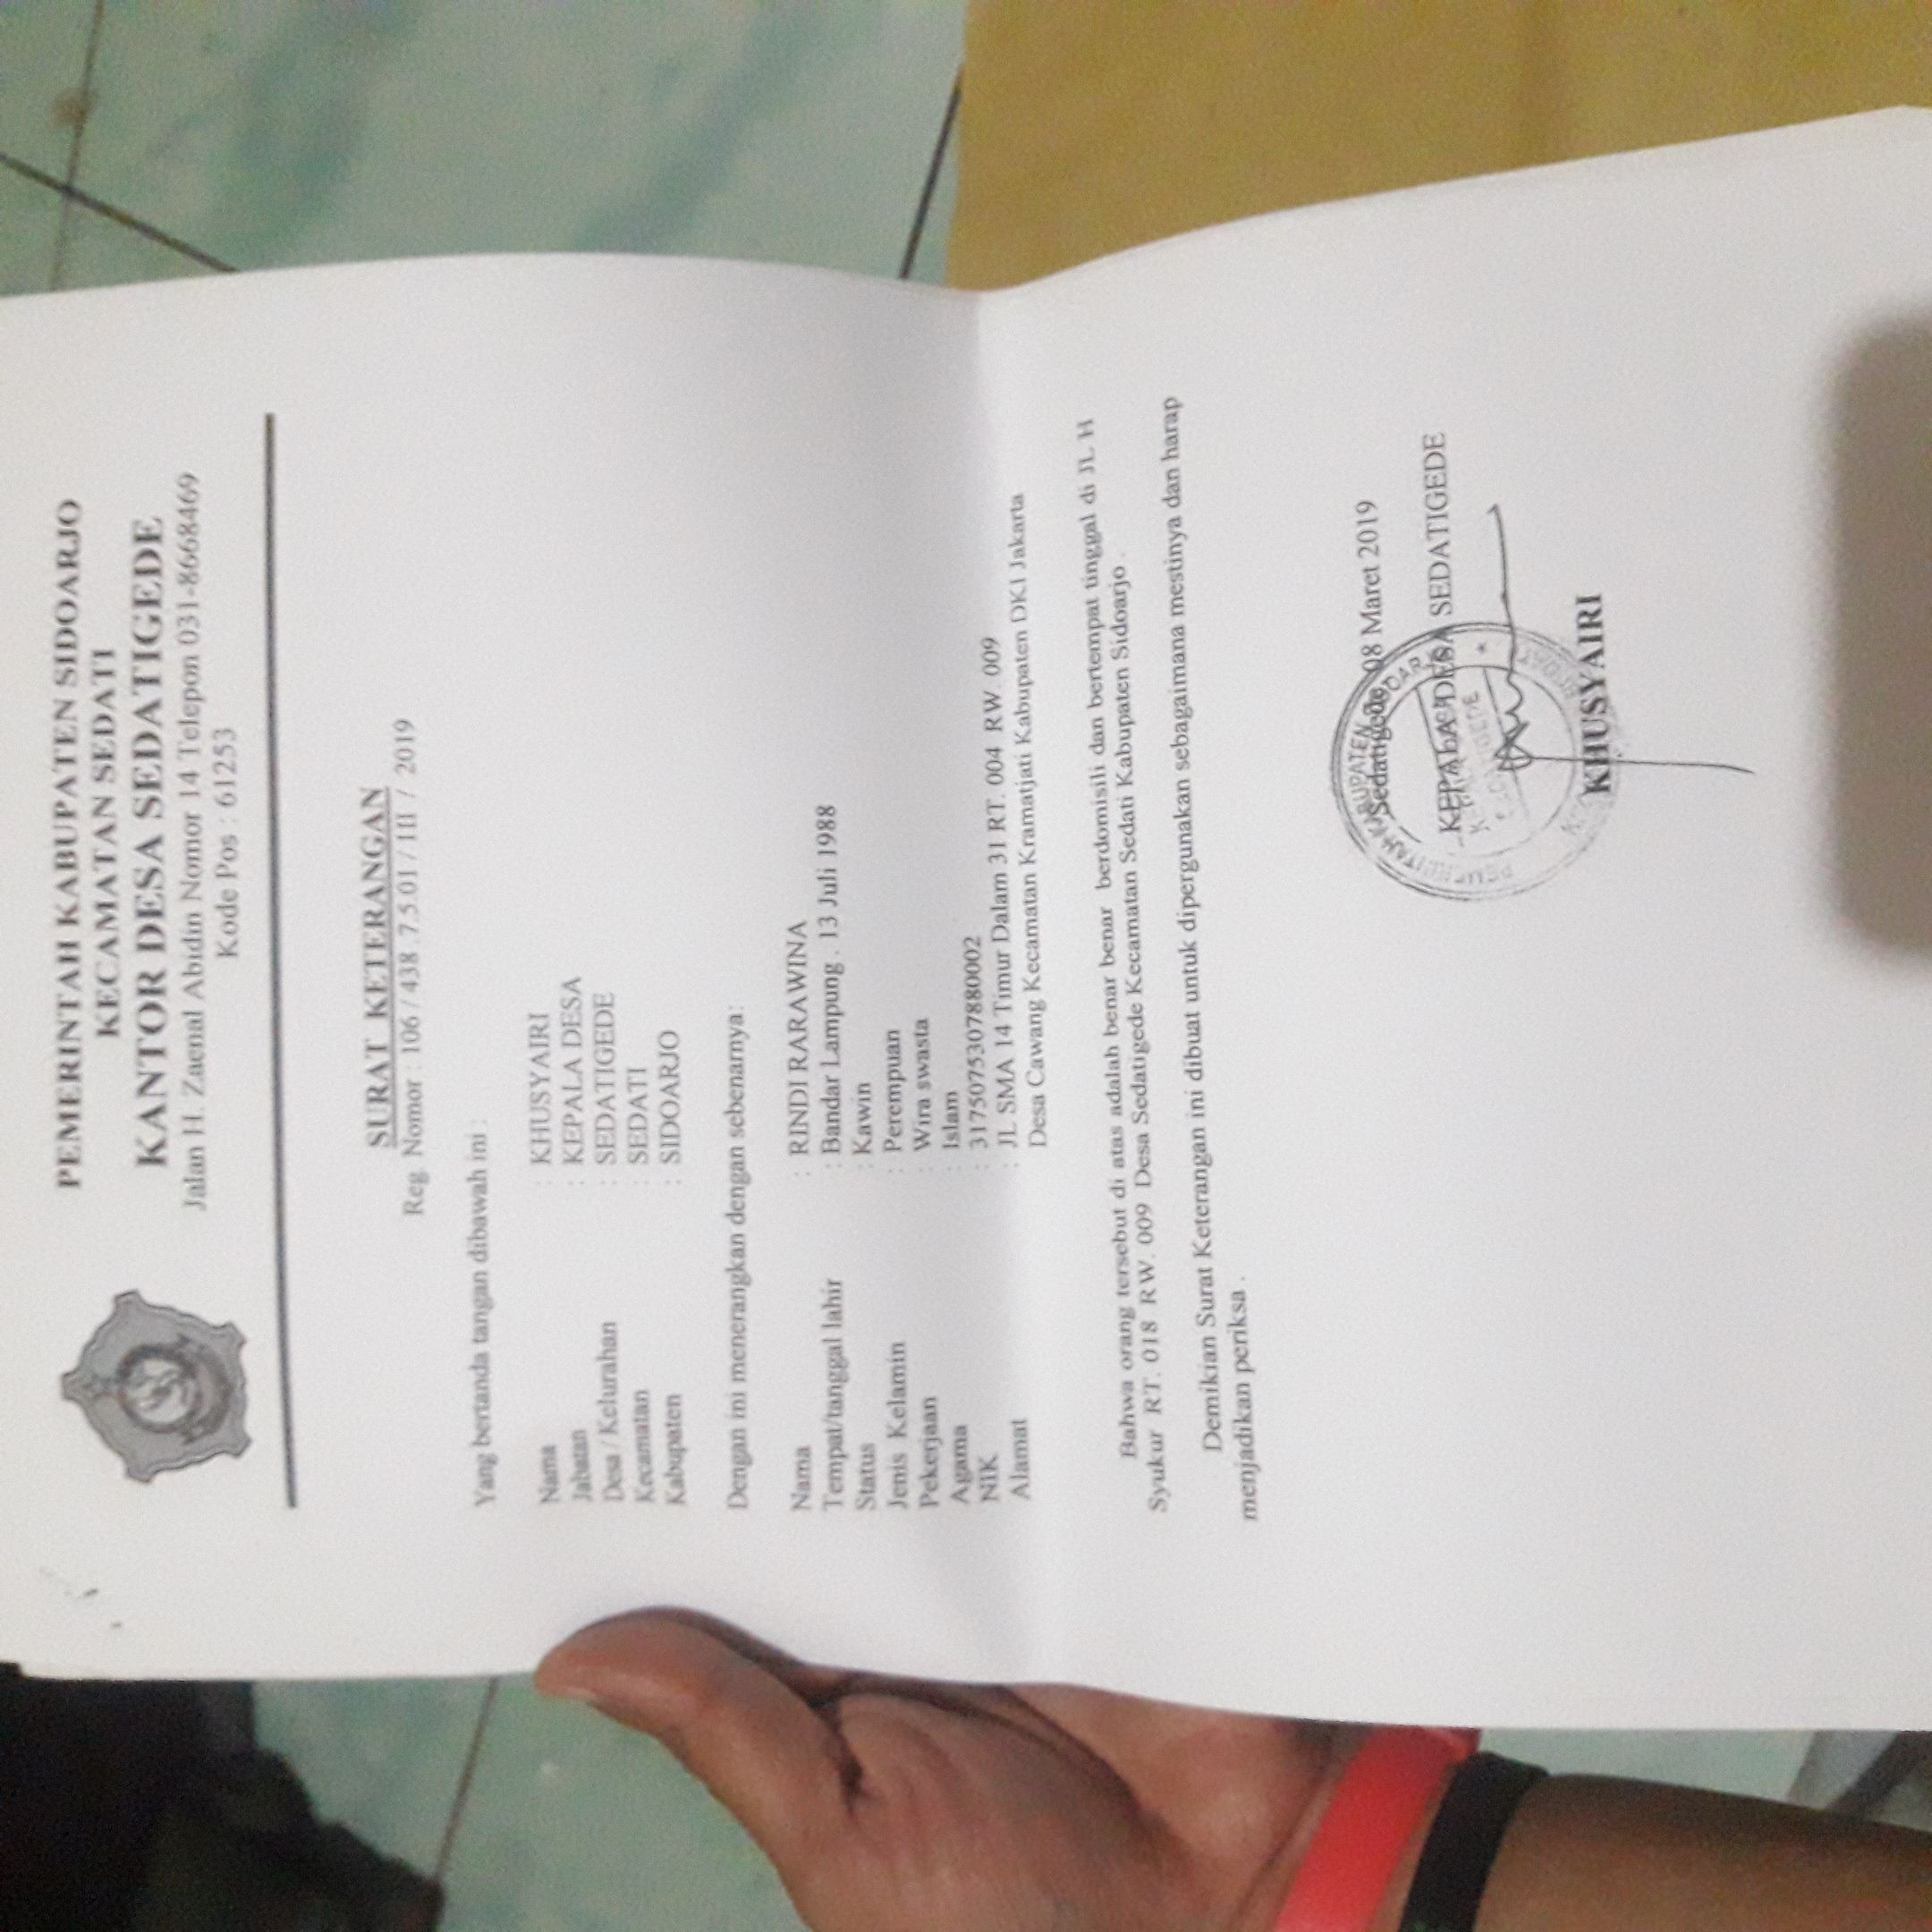 PEMERINTAH KABUPATEN SIDOARJO
KECAMATAN SEDATI
KANTOR DESA SEDATIGEDE
Jalan H. Zaenal Abidin Nomor 14 Telepon 031-8668469
Kode Pos : 61253
SURAT KETERANGAN
Reg. Nomor : 106 / 438 .7.5.01 / III / 2019
Yang bertanda tangan dibawah ini :
Nama : KHUSYAIRI
Jabatan : KEPALA DESA
Desa / Kelurahan : SEDATIGEDE
Kecamatan : SEDATI
Kabupaten : SIDOARJO
Dengan ini menerangkan dengan sebenarnya:
Nama : RINDI RARAWINA
Tempat/tanggal lahir : Bandar Lampung . 13 Juli 1988
Status : Kawin
Jenis Kelamin : Perempuan
Pekerjaan : Wira swasta
Agama : Islam
NIK : 3175075307880002
Alamat : JL SMA 14 Timur Dalam 31 RT. 004 RW. 009
Desa Cawang Kecamatan Kramatjati Kabupaten DKI Jakarta
Bahwa orang tersebut di atas adalah benar benar berdomisili dan bertempat tinggal di JL H
Syukur RT. 018 RW. 009 Desa Sedatigede Kecamatan Sedati Kabupaten Sidoarjo .
Demikian Surat Keterangan ini dibuat untuk dipergunakan sebagaimana mestinya dan harap
menjadikan periksa .
Sedatigede, 08 Maret 2019
KEPALA DESA SEDATIGEDE
KABUPATEN
SEDATIGEDE
KHUSYAIRI